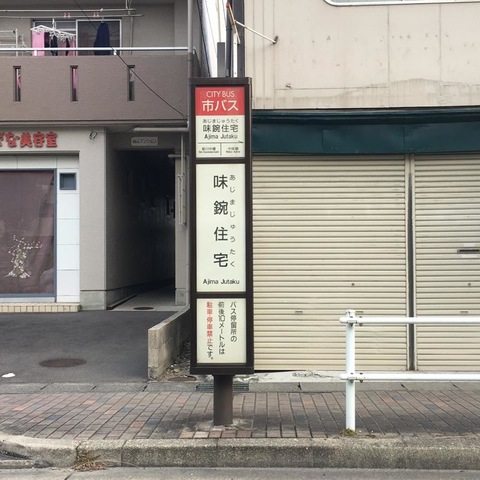 CITY BUS
市バス
あじまじゅうたく
味鋺住宅
Ajima Jutaku
味鋺住宅
あじまじゅうたく
Ajima Jutaku
バス停留所の
前後10メートルは
駐車停車禁止です。
な美容室